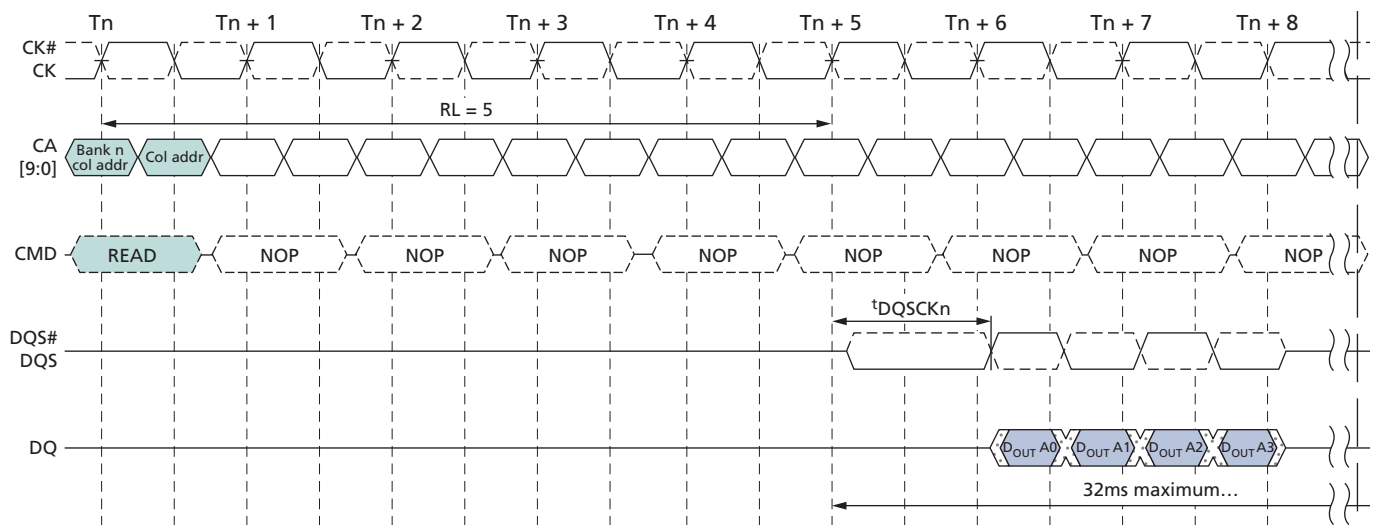 Tn Tn + 1 Tn + 2 Tn + 3 Tn + 4 Tn + 5 Tn + 6 Tn + 7 Tn + 8
CK#
CK
RL = 5
CA
[9:0]
Bank n
col addr
Col addr
CMD READ NOP NOP NOP NOP NOP NOP NOP NOP
tDQSCKn
DQS#
DQS
DQ DOUT A0 DOUT A1 DOUT A2 DOUT A3
32ms maximum…